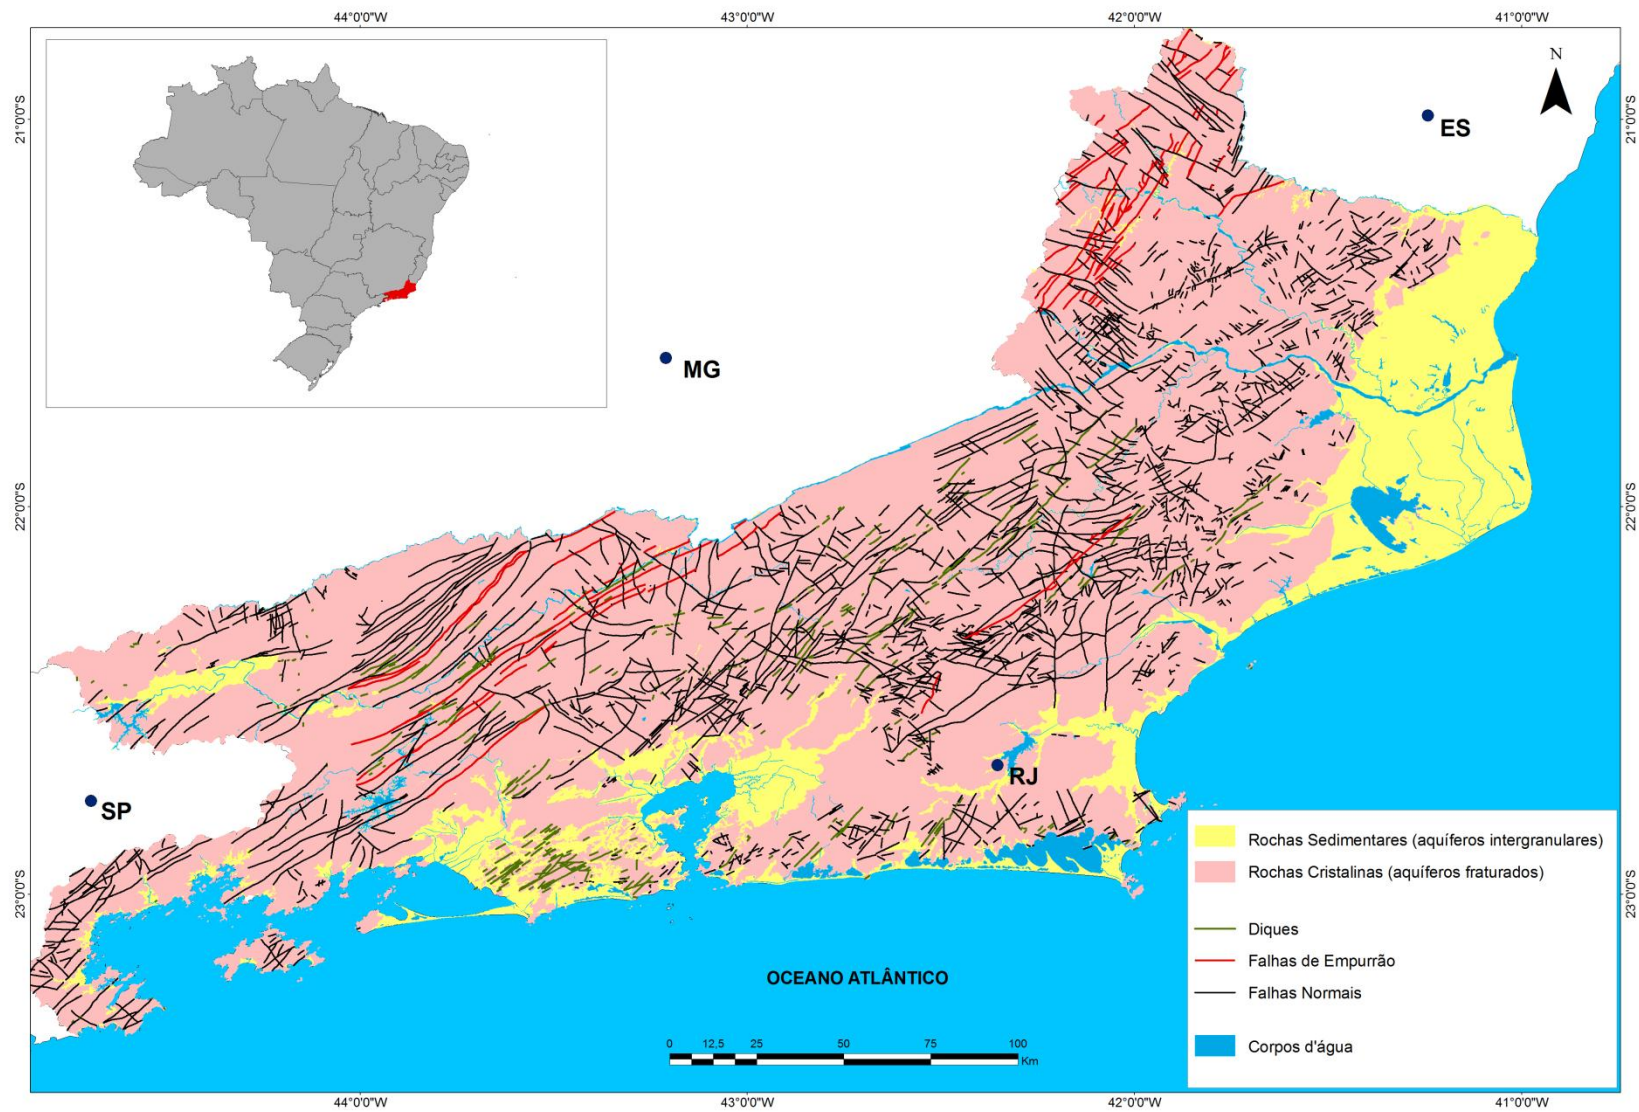 44°0'0"W
43°0'0"W
42°0'0"W
41°0'0"W
N
21°0'0"S
21°0'0"S
ES
MG
22°0'0"S
22°0'0"S
RJ
SP
Rochas Sedimentares (aquíferos intergranulares)
Rochas Cristalinas (aquíferos fraturados)
23°0'0"S
23°0'0"S
Diques
Falhas de Empurrão
OCEANO ATLÂNTICO
Falhas Normais
Corpos d'água
0 12,5 25 50 75 100
Km
44°0'0"W
43°0'0"W
42°0'0"W
41°0'0"W